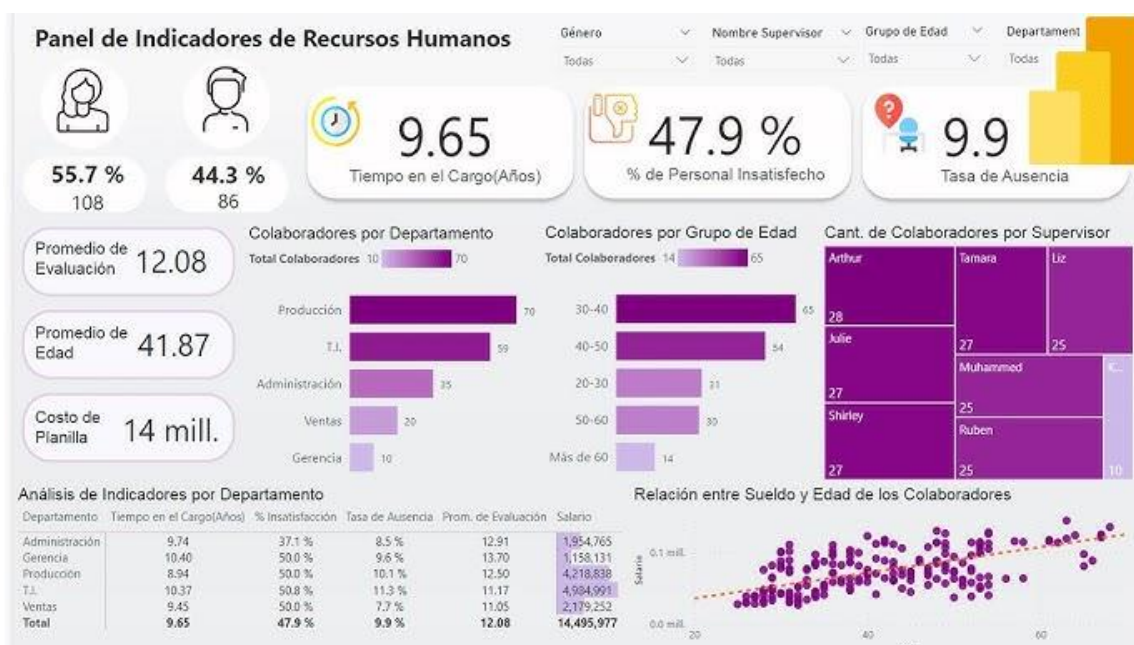 Panel de Indicadores de Recursos Humanos
Género
Nombre Supervisor
Grupo de Edad
Departament
Todas
Todas
Todas
Todas
55.7 %
108
44.3 %
86
9.65
Tiempo en el Cargo(Años)
47.9 %
% de Personal Insatisfecho
9.9
Tasa de Ausencia
Promedio de Evaluación 12.08
Promedio de Edad 41.87
Costo de Planilla 14 mill.
Colaboradores por Departamento
Total Colaboradores 10 70
Producción 70
T.I. 59
Administración 35
Ventas 20
Gerencia 10
Colaboradores por Grupo de Edad
Total Colaboradores 14 65
30-40 65
40-50 54
20-30 31
50-60 30
Más de 60 14
Cant. de Colaboradores por Supervisor
Arthur
28
Julie
27
Shirley
27
Tamara
27
Liz
25
Muhammed
25
Ruben
25
K...
10
Análisis de Indicadores por Departamento
Departamento Tiempo en el Cargo(Años) % Insatisfacción Tasa de Ausencia Prom. de Evaluación Salario
Administración 9.74 37.1 % 8.5 % 12.91 1,954,765
Gerencia 10.40 50.0 % 9.6 % 13.70 1,158,131
Producción 8.94 50.0 % 10.1 % 12.50 4,218,838
T.I. 10.37 50.8 % 11.3 % 11.17 4,984,991
Ventas 9.45 50.0 % 7.7 % 11.05 2,179,252
Total 9.65 47.9 % 9.9 % 12.08 14,495,977
Relación entre Sueldo y Edad de los Colaboradores
Salario
0.1 mill.
0.0 mill.
20
40
60